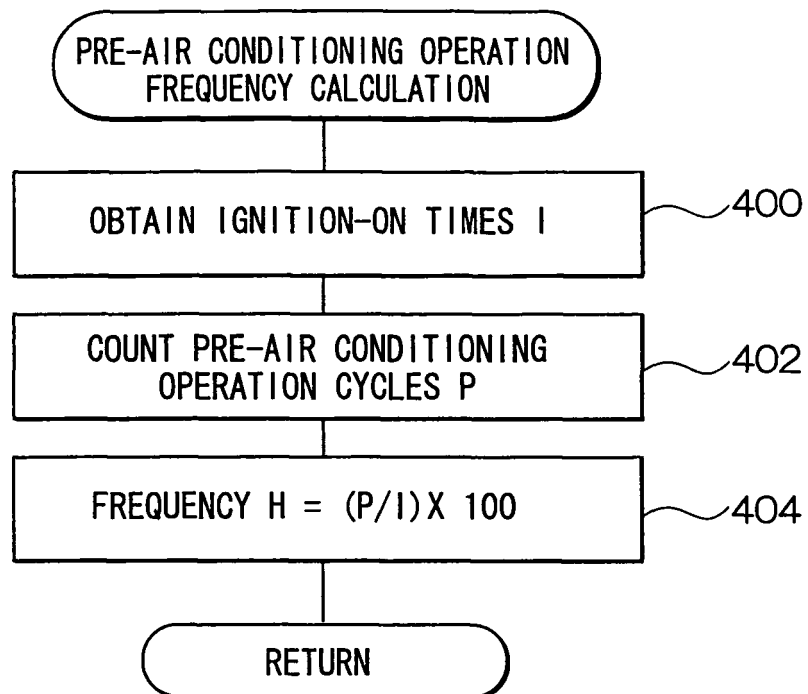 PRE-AIR CONDITIONING OPERATION
FREQUENCY CALCULATION
OBTAIN IGNITION-ON TIMES I
400
COUNT PRE-AIR CONDITIONING
OPERATION CYCLES P
402
FREQUENCY H = (P/I)X 100
404
RETURN